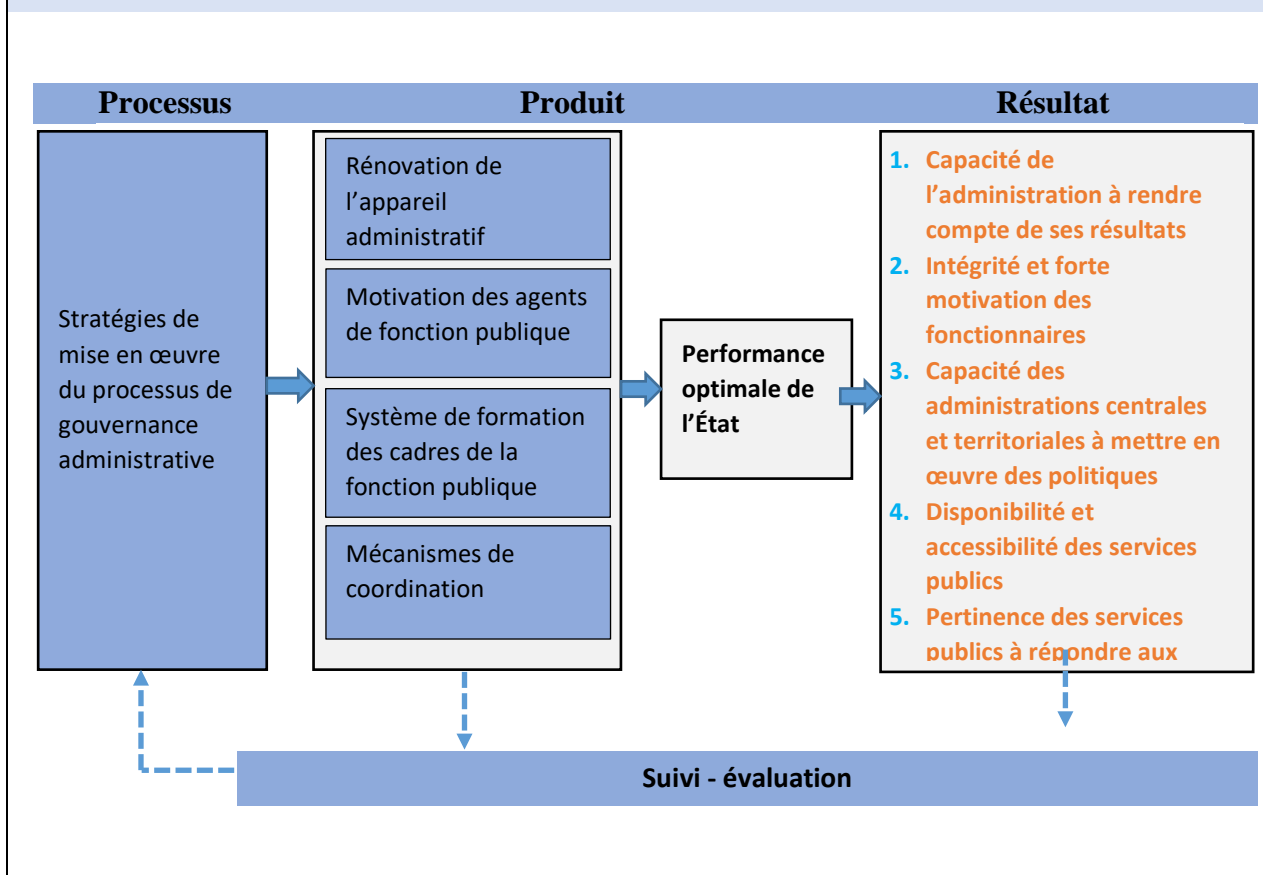 Processus
Produit
Résultat
Stratégies de
mise en œuvre
du processus de
gouvernance
administrative
Rénovation de
l’appareil
administratif
Motivation des agents
de fonction publique
Système de formation
des cadres de la
fonction publique
Mécanismes de
coordination
Performance
optimale de
l’État
1. Capacité de
l’administration à rendre
compte de ses résultats
2. Intégrité et forte
motivation des
fonctionnaires
3. Capacité des
administrations centrales
et territoriales à mettre en
œuvre des politiques
4. Disponibilité et
accessibilité des services
publics
5. Pertinence des services
publics à répondre aux
Suivi - évaluation